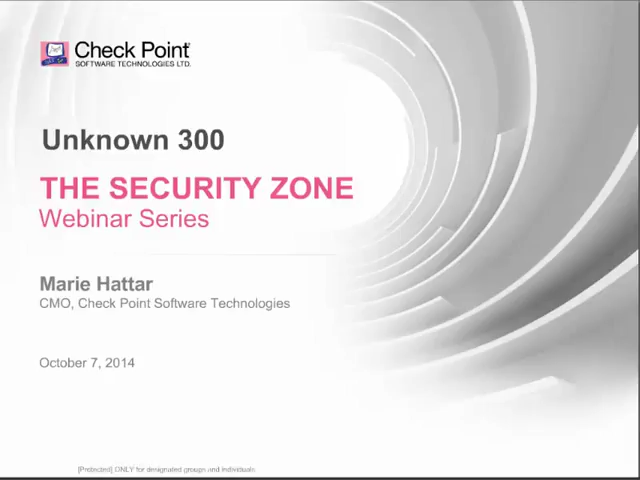 Check Point
SOFTWARE TECHNOLOGIES LTD.
Unknown 300
THE SECURITY ZONE
Webinar Series
Marie Hattar
CMO, Check Point Software Technologies
October 7, 2014
[Protected] ONLY for designated groups and individuals